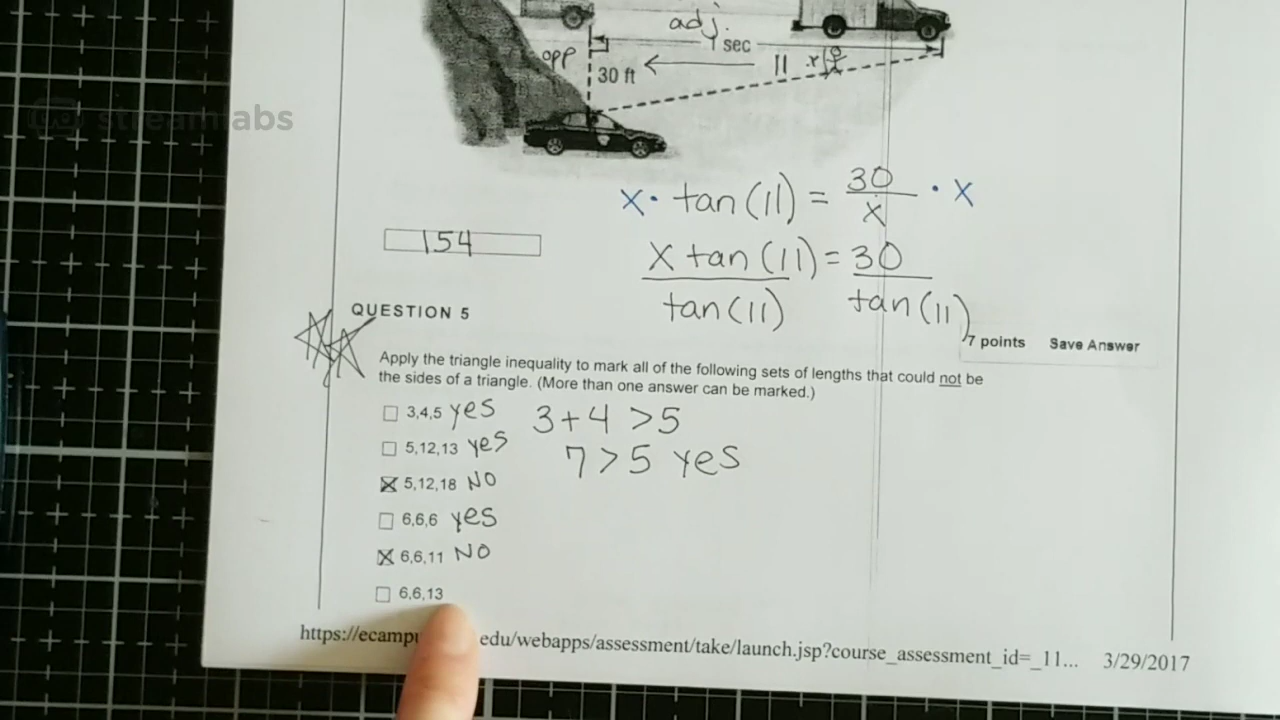 adj.
1 sec
opp
30 ft
11
streamlabs
x · tan(11) = 30/x · x
154
x tan(11) = 30
tan(11) tan(11)
QUESTION 5
7 points Save Answer
Apply the triangle inequality to mark all of the following sets of lengths that could not be
the sides of a triangle. (More than one answer can be marked.)
3,4,5 yes 3+4 >5
5,12,13 yes 7>5 yes
5,12,18 NO
6,6,6 yes
6,6,11 NO
6,6,13
https://ecampu edu/webapps/assessment/take/launch.jsp?course_assessment_id=_11... 3/29/2017